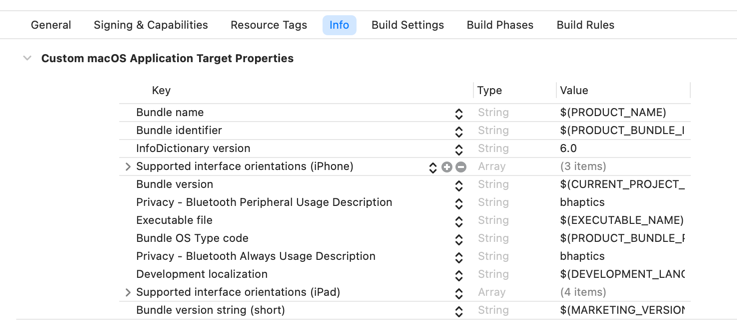 General Signing & Capabilities Resource Tags Info Build Settings Build Phases Build Rules
Custom macOS Application Target Properties
Key Type Value
Bundle name String $(PRODUCT_NAME)
Bundle identifier String $(PRODUCT_BUNDLE_I
InfoDictionary version String 6.0
Supported interface orientations (iPhone) Array (3 items)
Bundle version String $(CURRENT_PROJECT_
Privacy - Bluetooth Peripheral Usage Description String bhaptics
Executable file String $(EXECUTABLE_NAME)
Bundle OS Type code String $(PRODUCT_BUNDLE_P
Privacy - Bluetooth Always Usage Description String bhaptics
Development localization String $(DEVELOPMENT_LANG
Supported interface orientations (iPad) Array (4 items)
Bundle version string (short) String $(MARKETING_VERSION